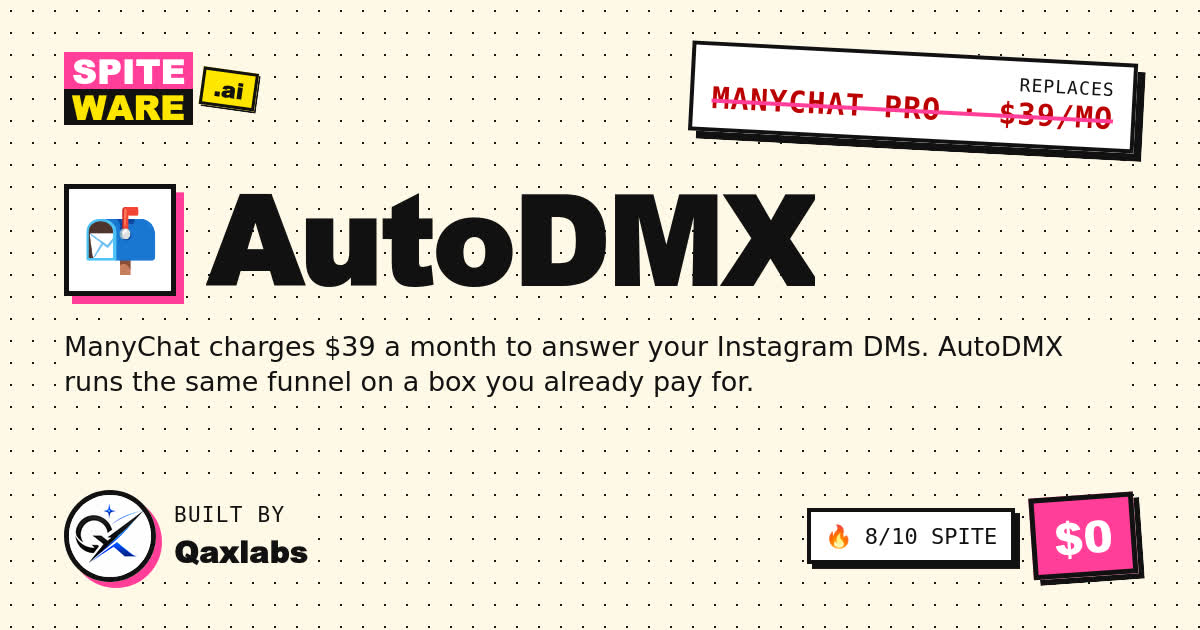 SPITE
WARE
.ai
REPLACES
MANYCHAT PRO · $39/MO
AutoDMX
ManyChat charges $39 a month to answer your Instagram DMs. AutoDMX
runs the same funnel on a box you already pay for.
BUILT BY
Qaxlabs
8/10 SPITE
$0